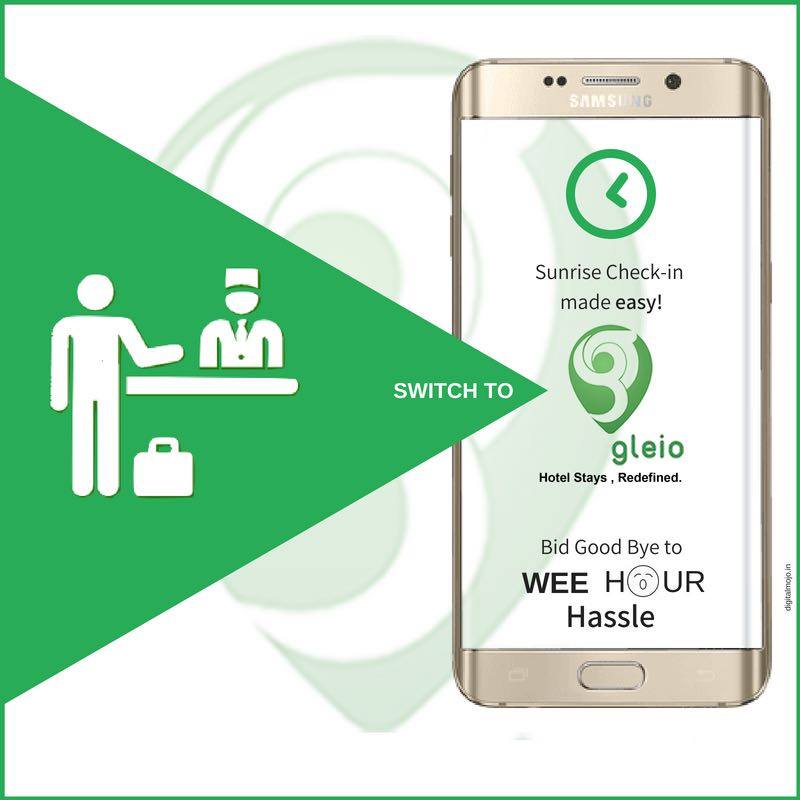 SAMSUNG
Sunrise Check-in
made easy!
SWITCH TO
gleio
Hotel Stays , Redefined.
Bid Good Bye to
WEE HOUR
Hassle
digitalmojo.in